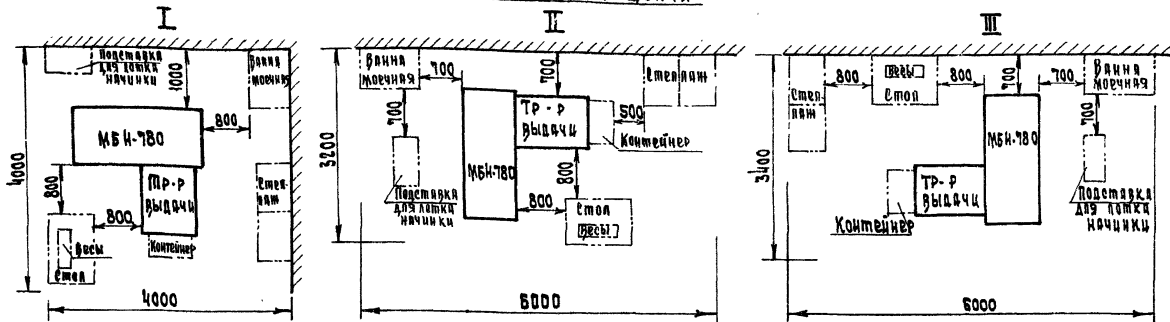 I
Подставка
для лотка
начинки
1000
Ванна
моечная
МБН-780
800
4000
800
ТР-Р
выдачи
800
Стел-
лаж
Весы
Контейнер
Стол
4000
II
Ванна
моечная
700
700
Стеллаж
ТР-Р
выдачи
500
Контейнер
700
3200
МБН-780
800
Подставка
для лотка
начинки
800
Стол
Весы
5000
III
Стел-
лаж
800
Весы
Стол
800
700
700
Ванна
моечная
700
МБН-780
3400
ТР-Р
выдачи
Контейнер
Подставка
для лотка
начинки
6000